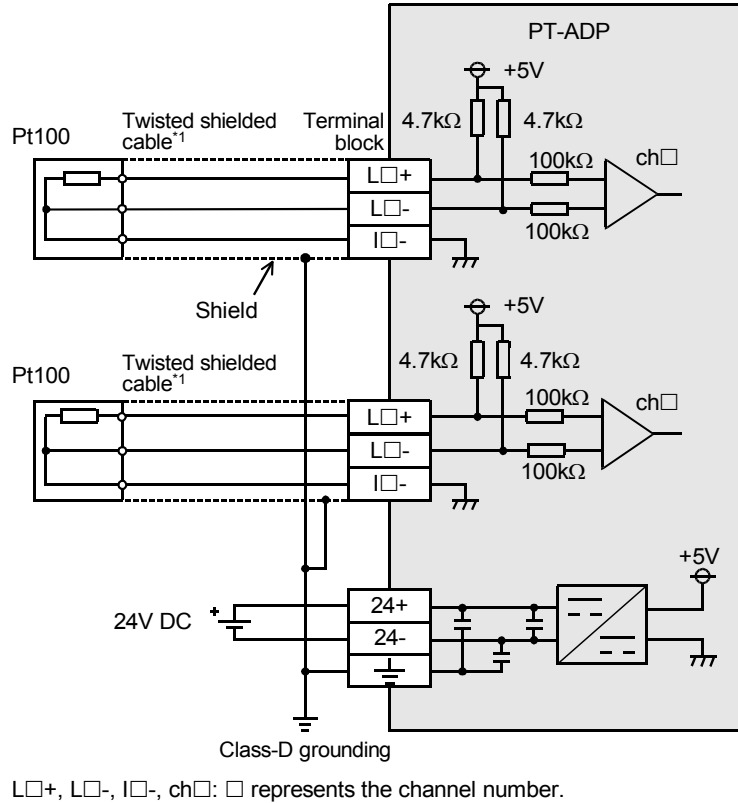 PT-ADP
+5V
Pt100
Twisted shielded
cable*1
Terminal
block
4.7kΩ
4.7kΩ
100kΩ
ch□
L□+
L□-
I□-
100kΩ
Shield
+5V
Pt100
Twisted shielded
cable*1
4.7kΩ
4.7kΩ
100kΩ
ch□
L□+
L□-
I□-
100kΩ
+5V
24V DC
+
24+
24-
Class-D grounding
L□+, L□-, I□-, ch□: □ represents the channel number.